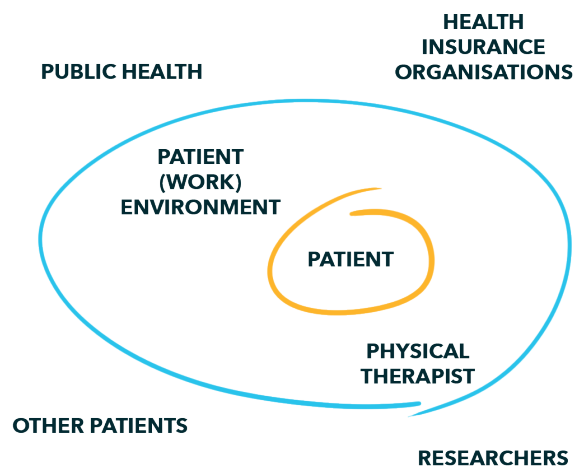 HEALTH
INSURANCE
ORGANISATIONS
PUBLIC HEALTH
PATIENT
(WORK)
ENVIRONMENT
PATIENT
PHYSICAL
THERAPIST
OTHER PATIENTS
RESEARCHERS